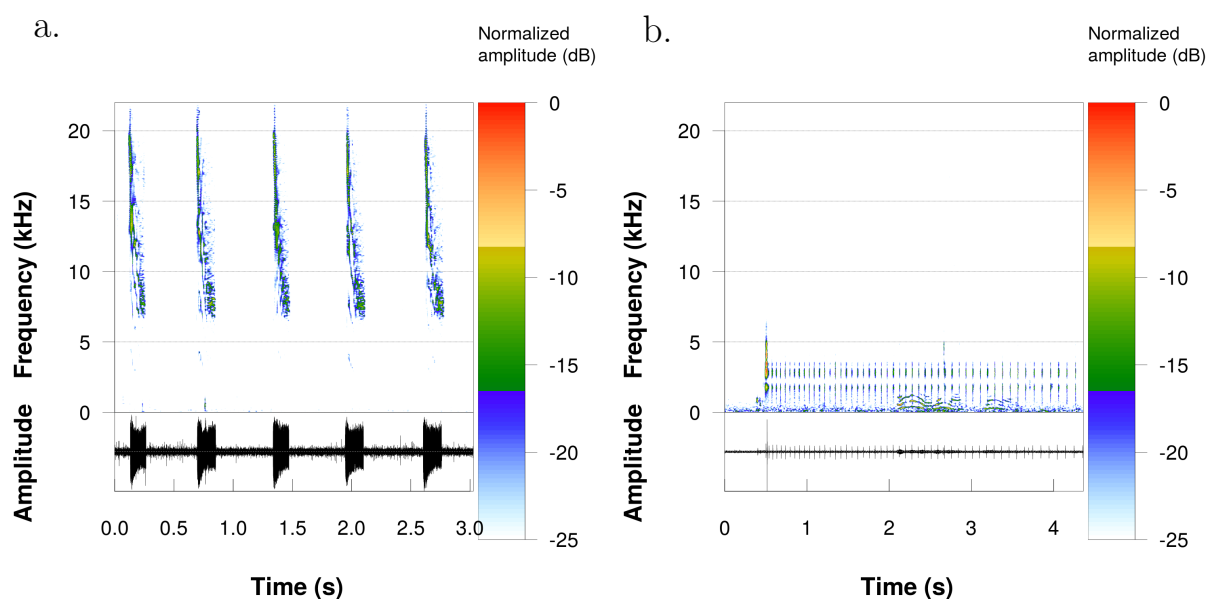 a.
Normalized
amplitude (dB)
20
15
10
5
0
Frequency (kHz)
Amplitude
0.0 0.5 1.0 1.5 2.0 3.0
2.5
Time (s)
0
-5
-10
-15
-20
-25
b.
Normalized
amplitude (dB)
20
15
10
5
0
Frequency (kHz)
Amplitude
0 1 2 3 4
Time (s)
0
-5
-10
-15
-20
-25